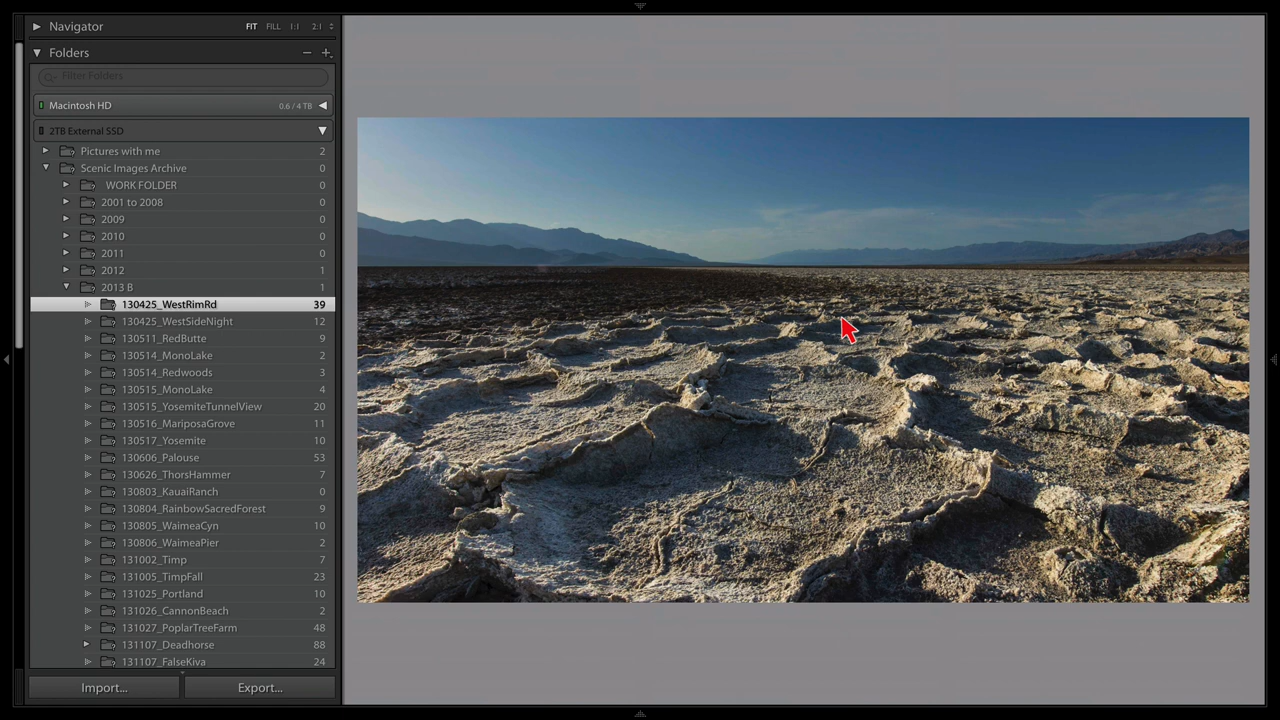 Navigator FIT FILL 1:1 2:1
Folders
Filter Folders
Macintosh HD 0.6 / 4 TB
2TB External SSD
Pictures with me 2
Scenic Images Archive 0
WORK FOLDER 0
2001 to 2008 0
2009 0
2010 0
2011 0
2012 1
2013 B 1
130425_WestRimRd 39
130425_WestSideNight 12
130511_RedButte 9
130514_MonoLake 2
130514_Redwoods 3
130515_MonoLake 4
130515_YosemiteTunnelView 20
130516_MariposaGrove 11
130517_Yosemite 10
130606_Palouse 53
130626_ThorsHammer 7
130803_KauaiRanch 0
130804_RainbowSacredForest 9
130805_WaimeaCyn 10
130806_WaimeaPier 2
131002_Timp 7
131005_TimpFall 23
131025_Portland 10
131026_CannonBeach 2
131027_PoplarTreeFarm 48
131107_Deadhorse 88
131107_FalseKiva 24
Import... Export...